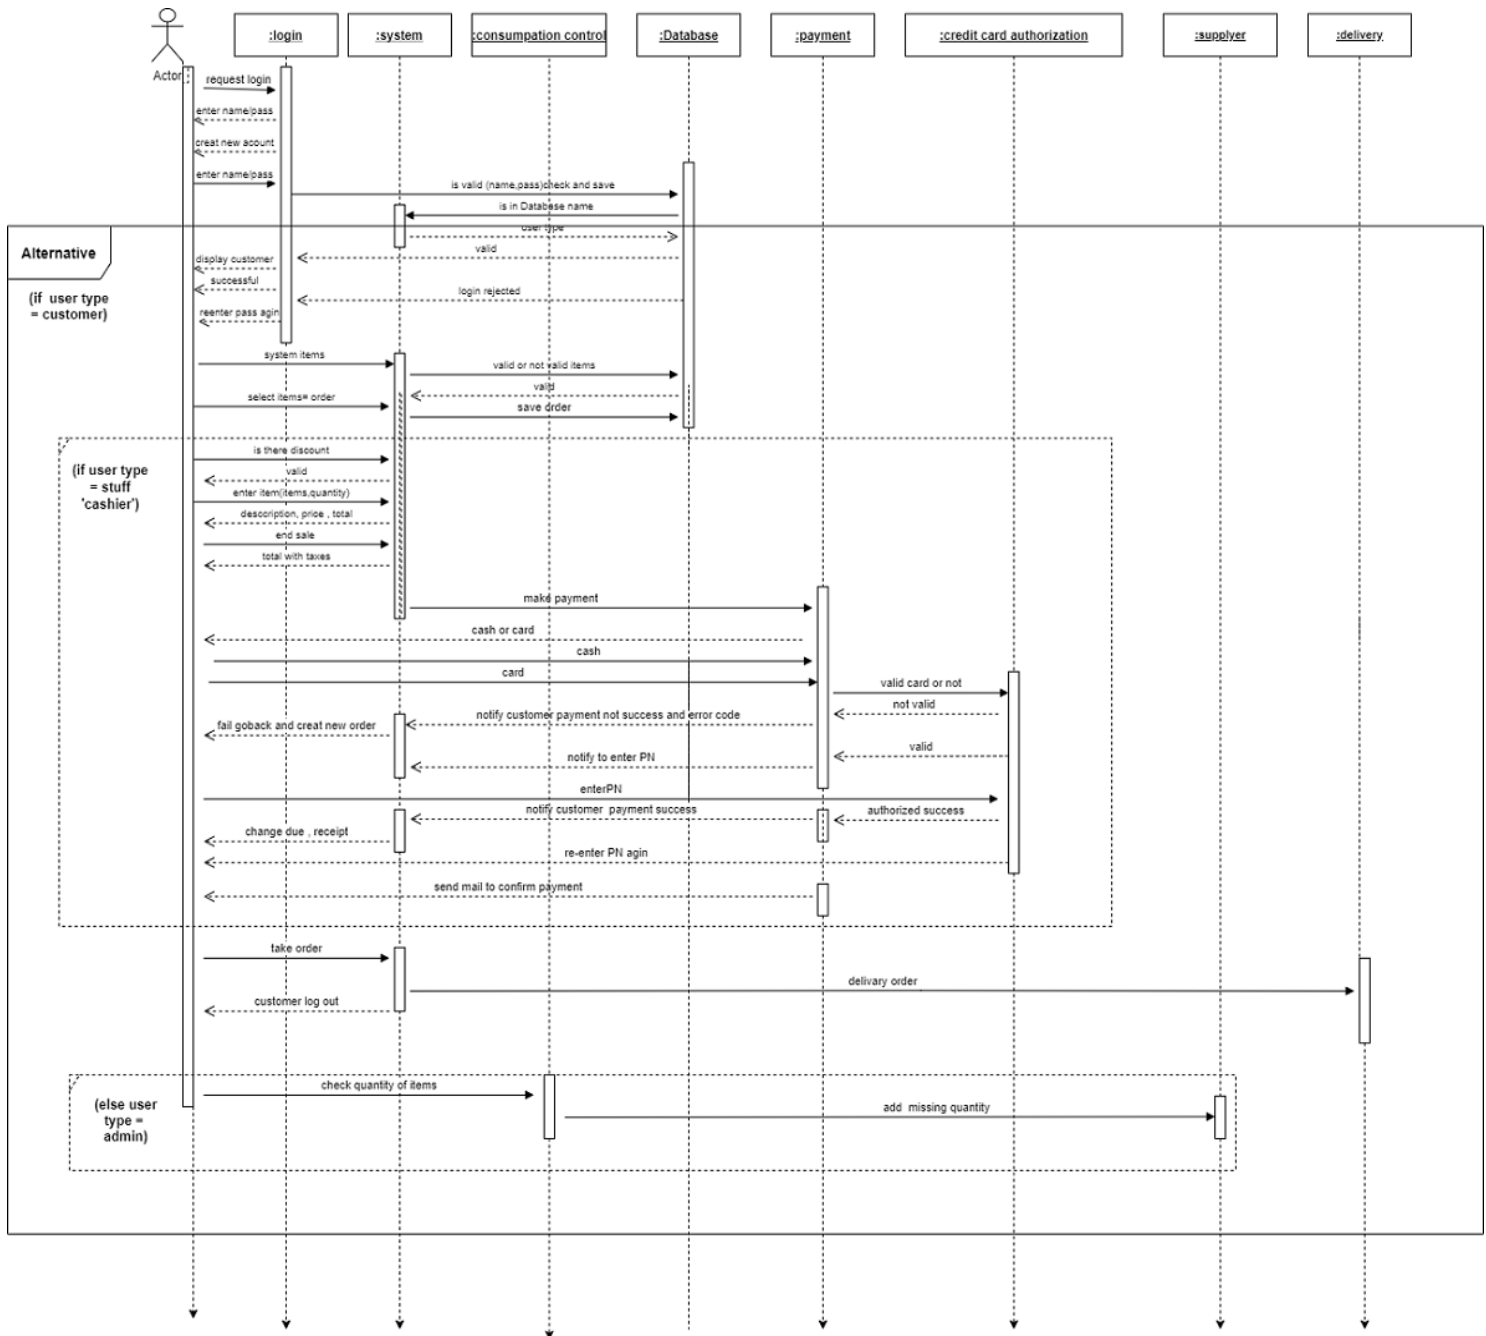 :login
:system
:consumpation control
:Database
:payment
:credit card authorization
:supplyer
:delivery
Actor
request login
enter name/pass
creat new acount
enter name/pass
is valid (name,pass)check and save
is in Database name
user type
Alternative
valid
display customer
successful
(if user type
= customer)
login rejected
reenter pass agin
system items
valid or not valid items
valid
select items= order
save order
is there discount
(if user type
= stuff
'cashier')
valid
enter item(items,quantity)
description, price , total
end sale
total with taxes
make payment
cash or card
cash
card
valid card or not
not valid
notify customer payment not success and error code
fail goback and creat new order
valid
notify to enter PN
enterPN
notify customer payment success
authorized success
change due , receipt
re-enter PN agin
send mail to confirm payment
take order
delivary order
customer log out
check quantity of items
(else user
type =
admin)
add missing quantity